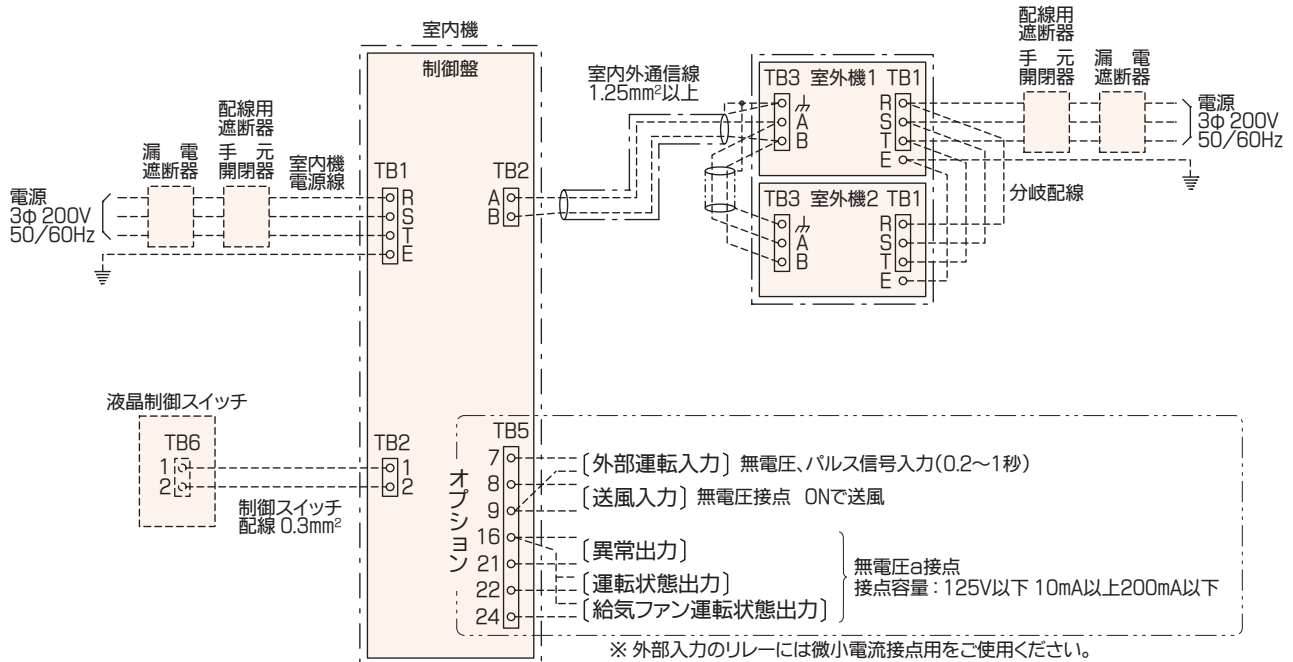 室内機
制御盤
電源
3Φ 200V
50/60Hz
漏電
遮断器
配線用
遮断器
手元
開閉器
室内機
電源線
TB1
R
S
T
E
TB2
A
B
室内外通信線
1.25mm²以上
TB3 室外機1 TB1
A
B
R
S
T
E
TB3 室外機2 TB1
A
B
R
S
T
E
分岐配線
配線用
遮断器
手元
開閉器
漏電
遮断器
電源
3Φ 200V
50/60Hz
液晶制御スイッチ
TB6
1
2
制御スイッチ
配線 0.3mm²
TB2
1
2
オプション
TB5
7
8
9
16
21
22
24
〔外部運転入力〕 無電圧、パルス信号入力(0.2〜1秒)
〔送風入力〕 無電圧接点 ONで送風
〔異常出力〕
〔運転状態出力〕
〔給気ファン運転状態出力〕
無電圧a接点
接点容量：125V以下 10mA以上200mA以下
※ 外部入力のリレーには微小電流接点用をご使用ください。